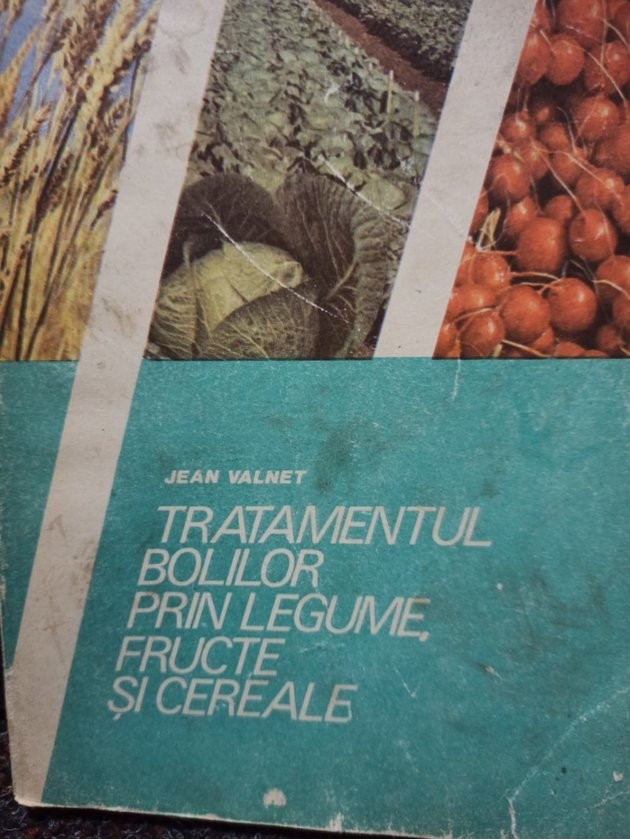 JEAN VALNET
TRATAMENTUL
BOLILOR
PRIN LEGUME,
FRUCTE
ȘI CEREALE